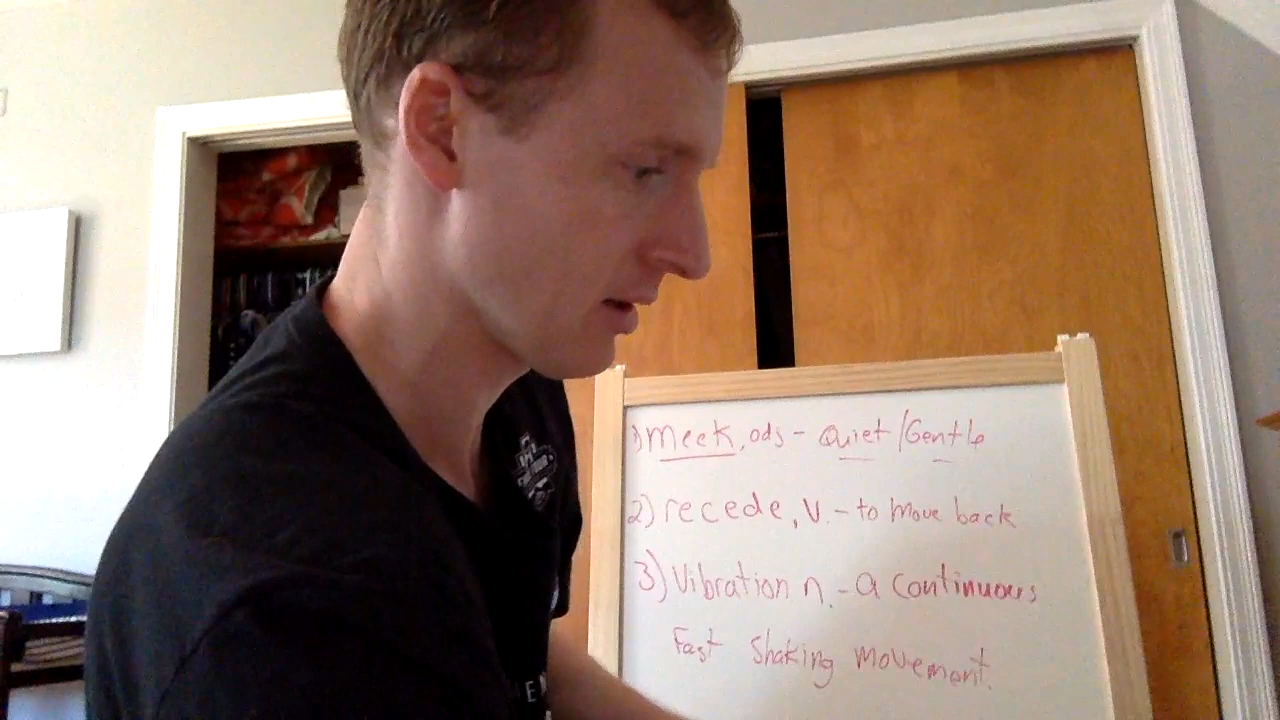 1) meek, adj - Quiet/Gentle
2) recede, v. - to move back
3) Vibration n. - a continuous
Fast shaking movement.